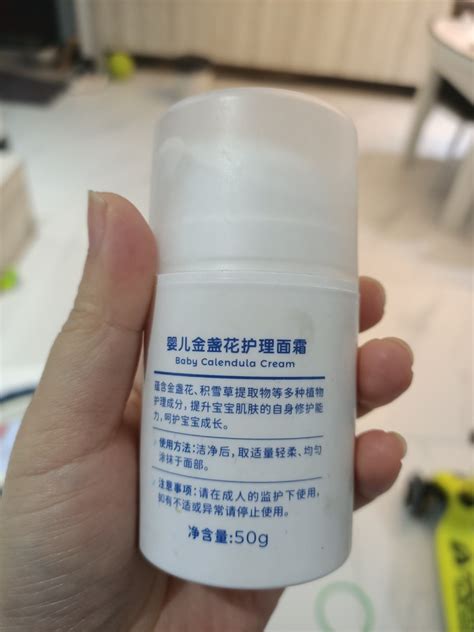 婴儿金盏花护理面霜
Baby Calendula Cream
蕴含金盏花、积雪草提取物等多种植物
护理成分，提升宝宝肌肤的自身修护能
力，呵护宝宝成长。
使用方法：洁净后，取适量轻柔、均匀
涂抹于面部。
注意事项：请在成人的监护下使用，
如有不适或异常请停止使用。
净含量：50g